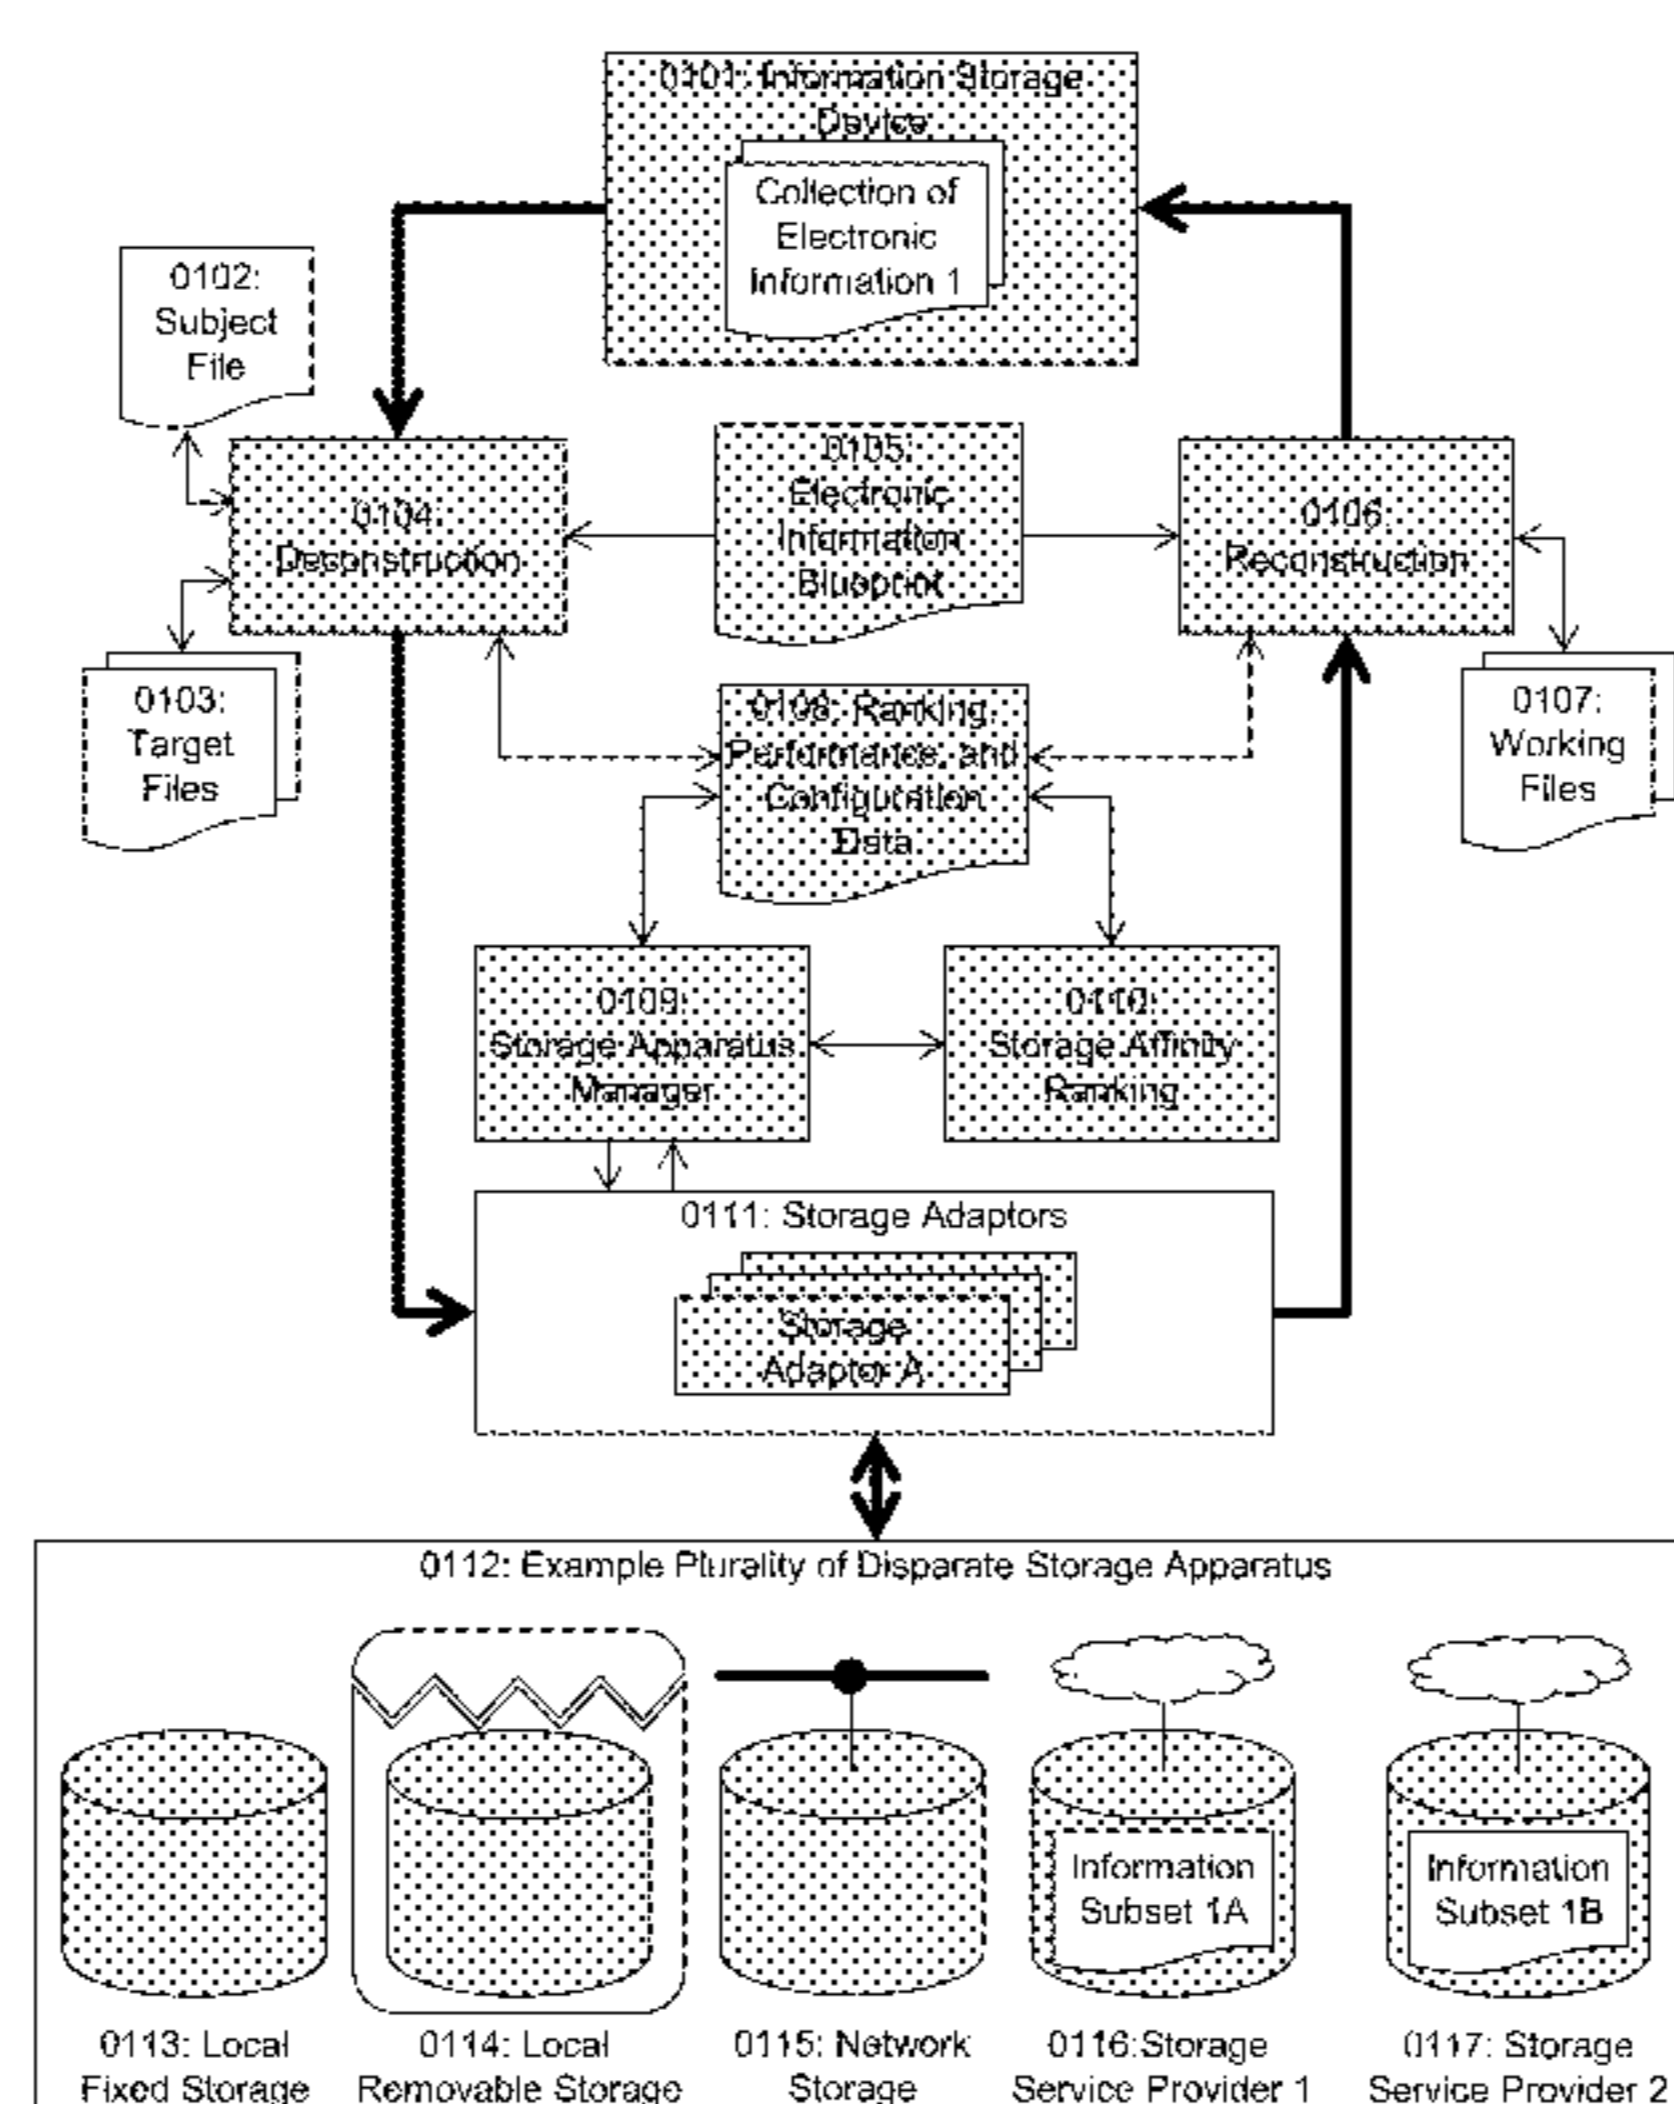 0101: Information Storage
Device
Collection of
Electronic
Information 1
0102:
Subject
File
0104:
Deconstruction
0105:
Electronic
Information
Blueprint
0106:
Reconstruction
0103:
Target
Files
0108: Ranking,
Performance, and
Configuration
Data
0107:
Working
Files
0109:
Storage Apparatus
Manager
0110:
Storage Affinity
Ranking
0111: Storage Adaptors
Storage
Adaptor A
0112: Example Plurality of Disparate Storage Apparatus
Information
Subset 1A
Information
Subset 1B
0113: Local
Fixed Storage
0114: Local
Removable Storage
0115: Network
Storage
0116:Storage
Service Provider 1
0117: Storage
Service Provider 2